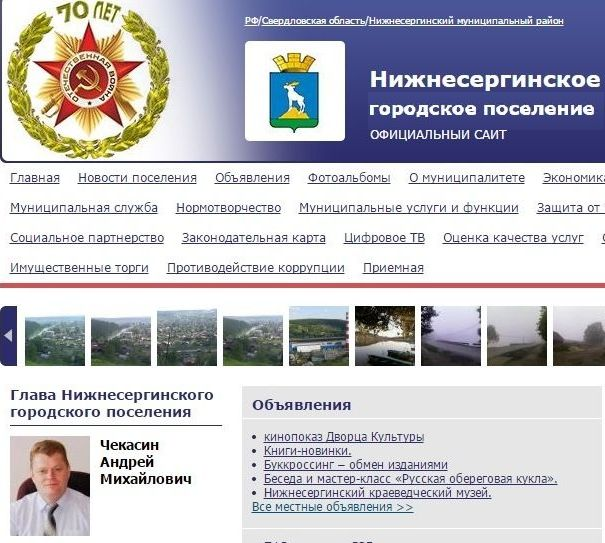 70 ЛЕТ
ОТЕЧЕСТВЕННАЯ ВОЙНА
РФ/Свердловская область/Нижнесергинский муниципальный район
Нижнесергинское
городское поселение
ОФИЦИАЛЬНЫЙ САЙТ
Главная Новости поселения Объявления Фотоальбомы О муниципалитете Экономика
Муниципальная служба Нормотворчество Муниципальные услуги и функции Защита от
Социальное партнерство Законодательная карта Цифровое ТВ Оценка качества услуг
Имущественные торги Противодействие коррупции Приемная
Глава Нижнесергинского
городского поселения
Чекасин
Андрей
Михайлович
Объявления
кинопоказ Дворца Культуры
Книги-новинки.
Буккроссинг – обмен изданиями
Беседа и мастер-класс «Русская обереговая кукла».
Нижнесергинский краеведческий музей.
Все местные объявления >>